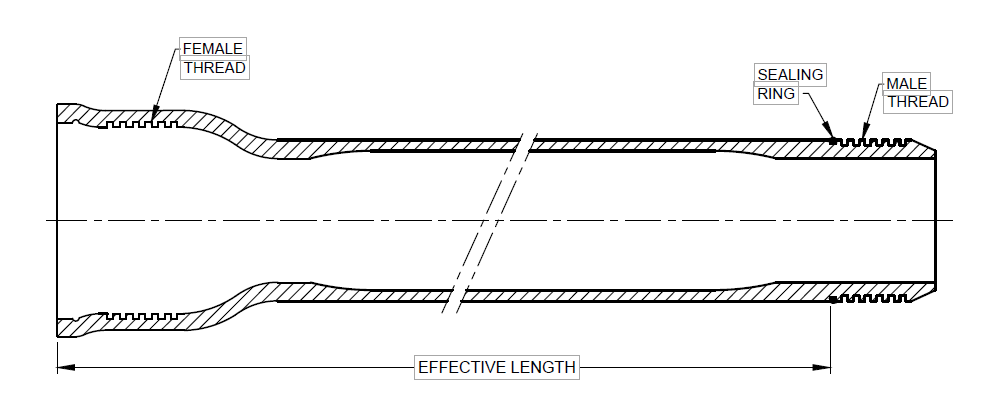 FEMALE
THREAD
SEALING
RING
MALE
THREAD
EFFECTIVE LENGTH